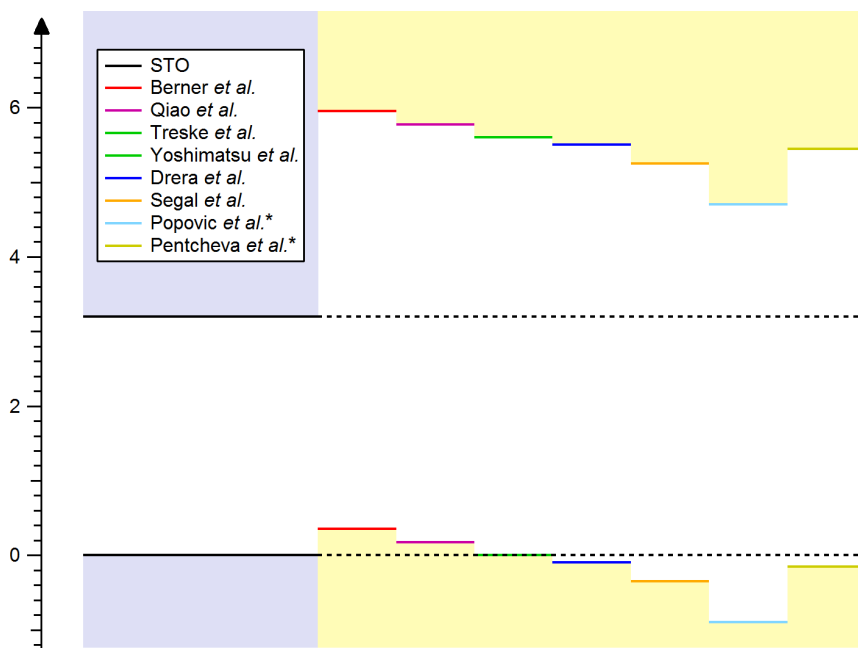 STO
Berner et al.
Qiao et al.
Treske et al.
Yoshimatsu et al.
Drera et al.
Segal et al.
Popovic et al.*
Pentcheva et al.*
6
4
2
0